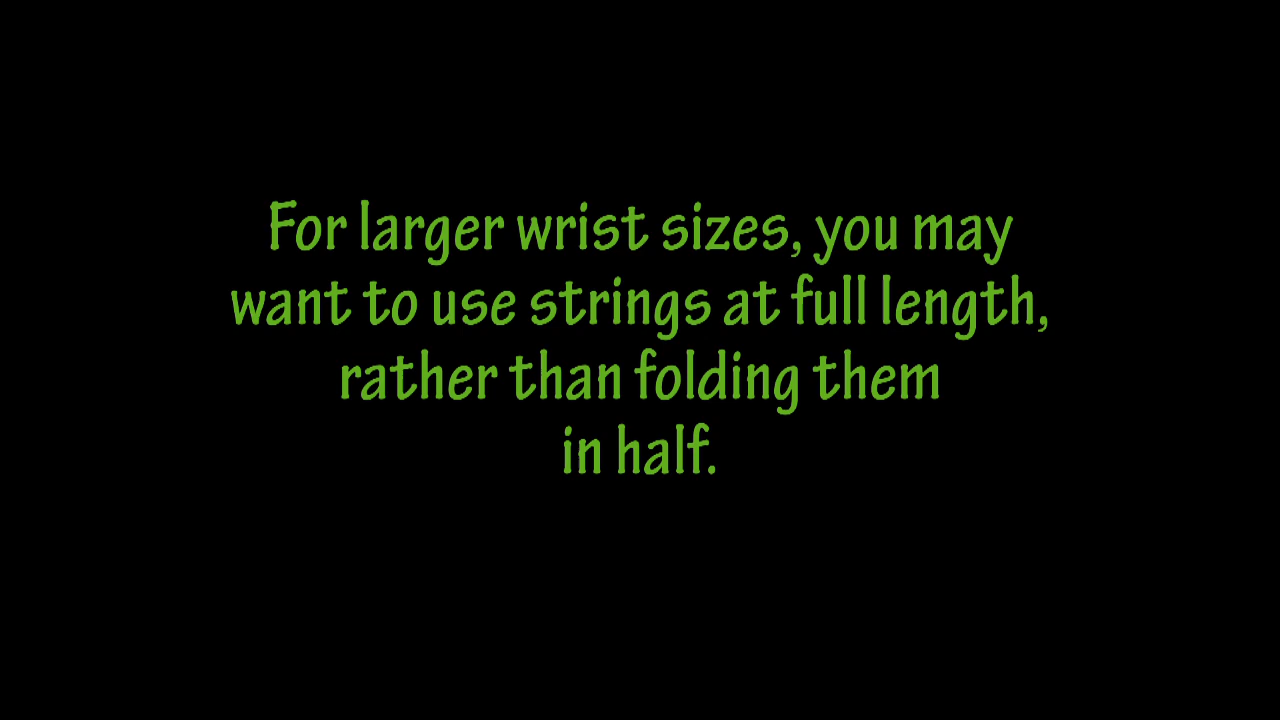 For larger wrist sizes, you may
want to use strings at full length,
rather than folding them
in half.